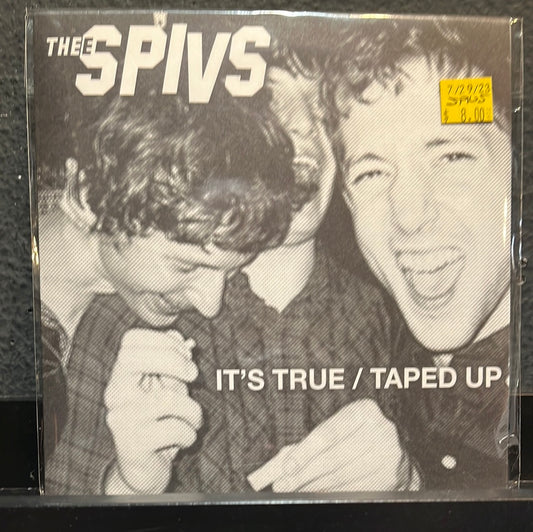 THEE SPIVS
7/29/23
SPIVS
$ 8.00
IT'S TRUE / TAPED UP